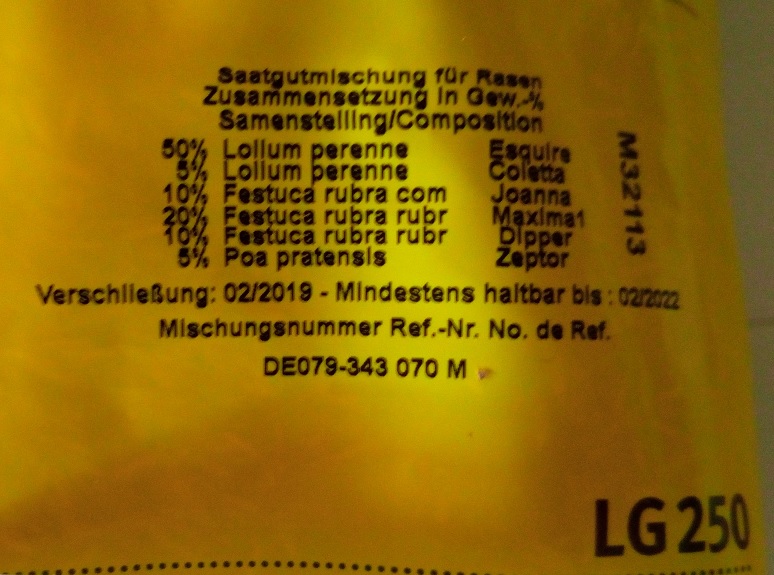 Saatgutmischung für Rasen
Zusammensetzung in Gew.-%
Samenstelling/Composition
50% Lolium perenne Esquire
5% Lolium perenne Coletta
10% Festuca rubra com Joanna
20% Festuca rubra rubr Maxima1
10% Festuca rubra rubr Dipper
5% Poa pratensis Zeptor
M32113
Verschließung: 02/2019 - Mindestens haltbar bis : 02/2022
Mischungsnummer Ref.-Nr. No. de Ref.
DE079-343 070 M
LG 250